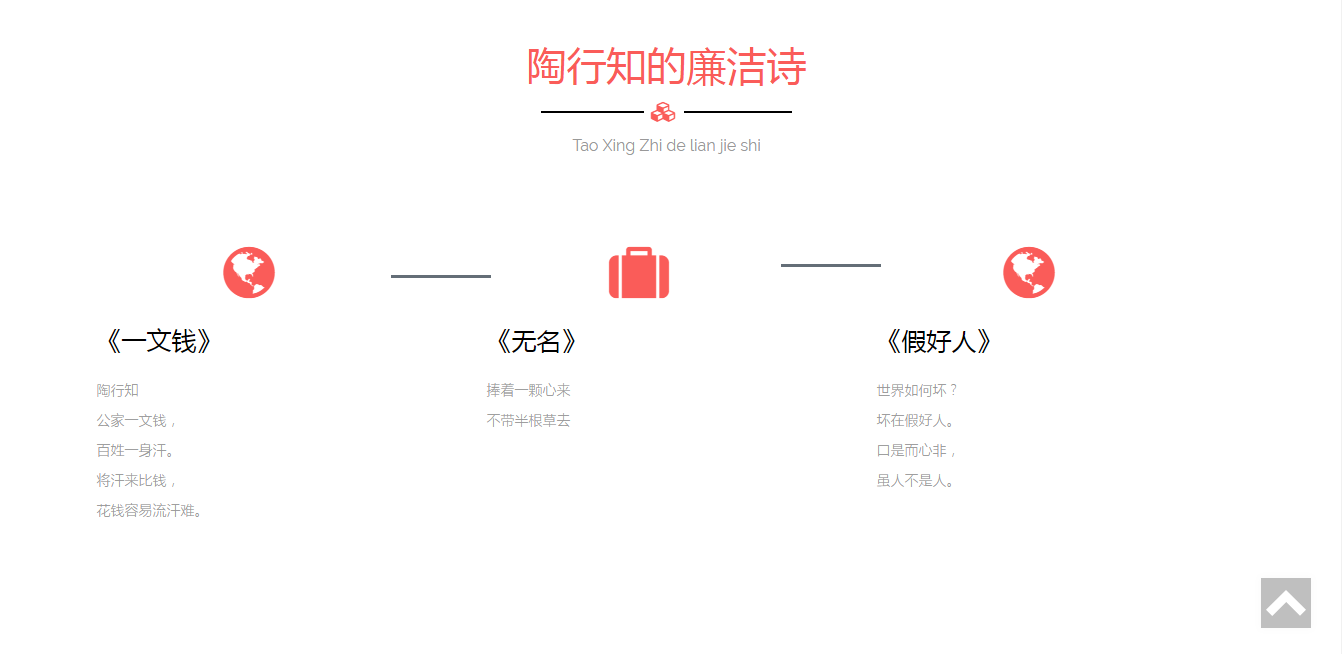 陶行知的廉洁诗
Tao Xing Zhi de lian jie shi
《一文钱》
陶行知
公家一文钱，
百姓一身汗。
将汗来比钱，
花钱容易流汗难。
《无名》
捧着一颗心来
不带半根草去
《假好人》
世界如何坏？
坏在假好人。
口是而心非，
虽人不是人。